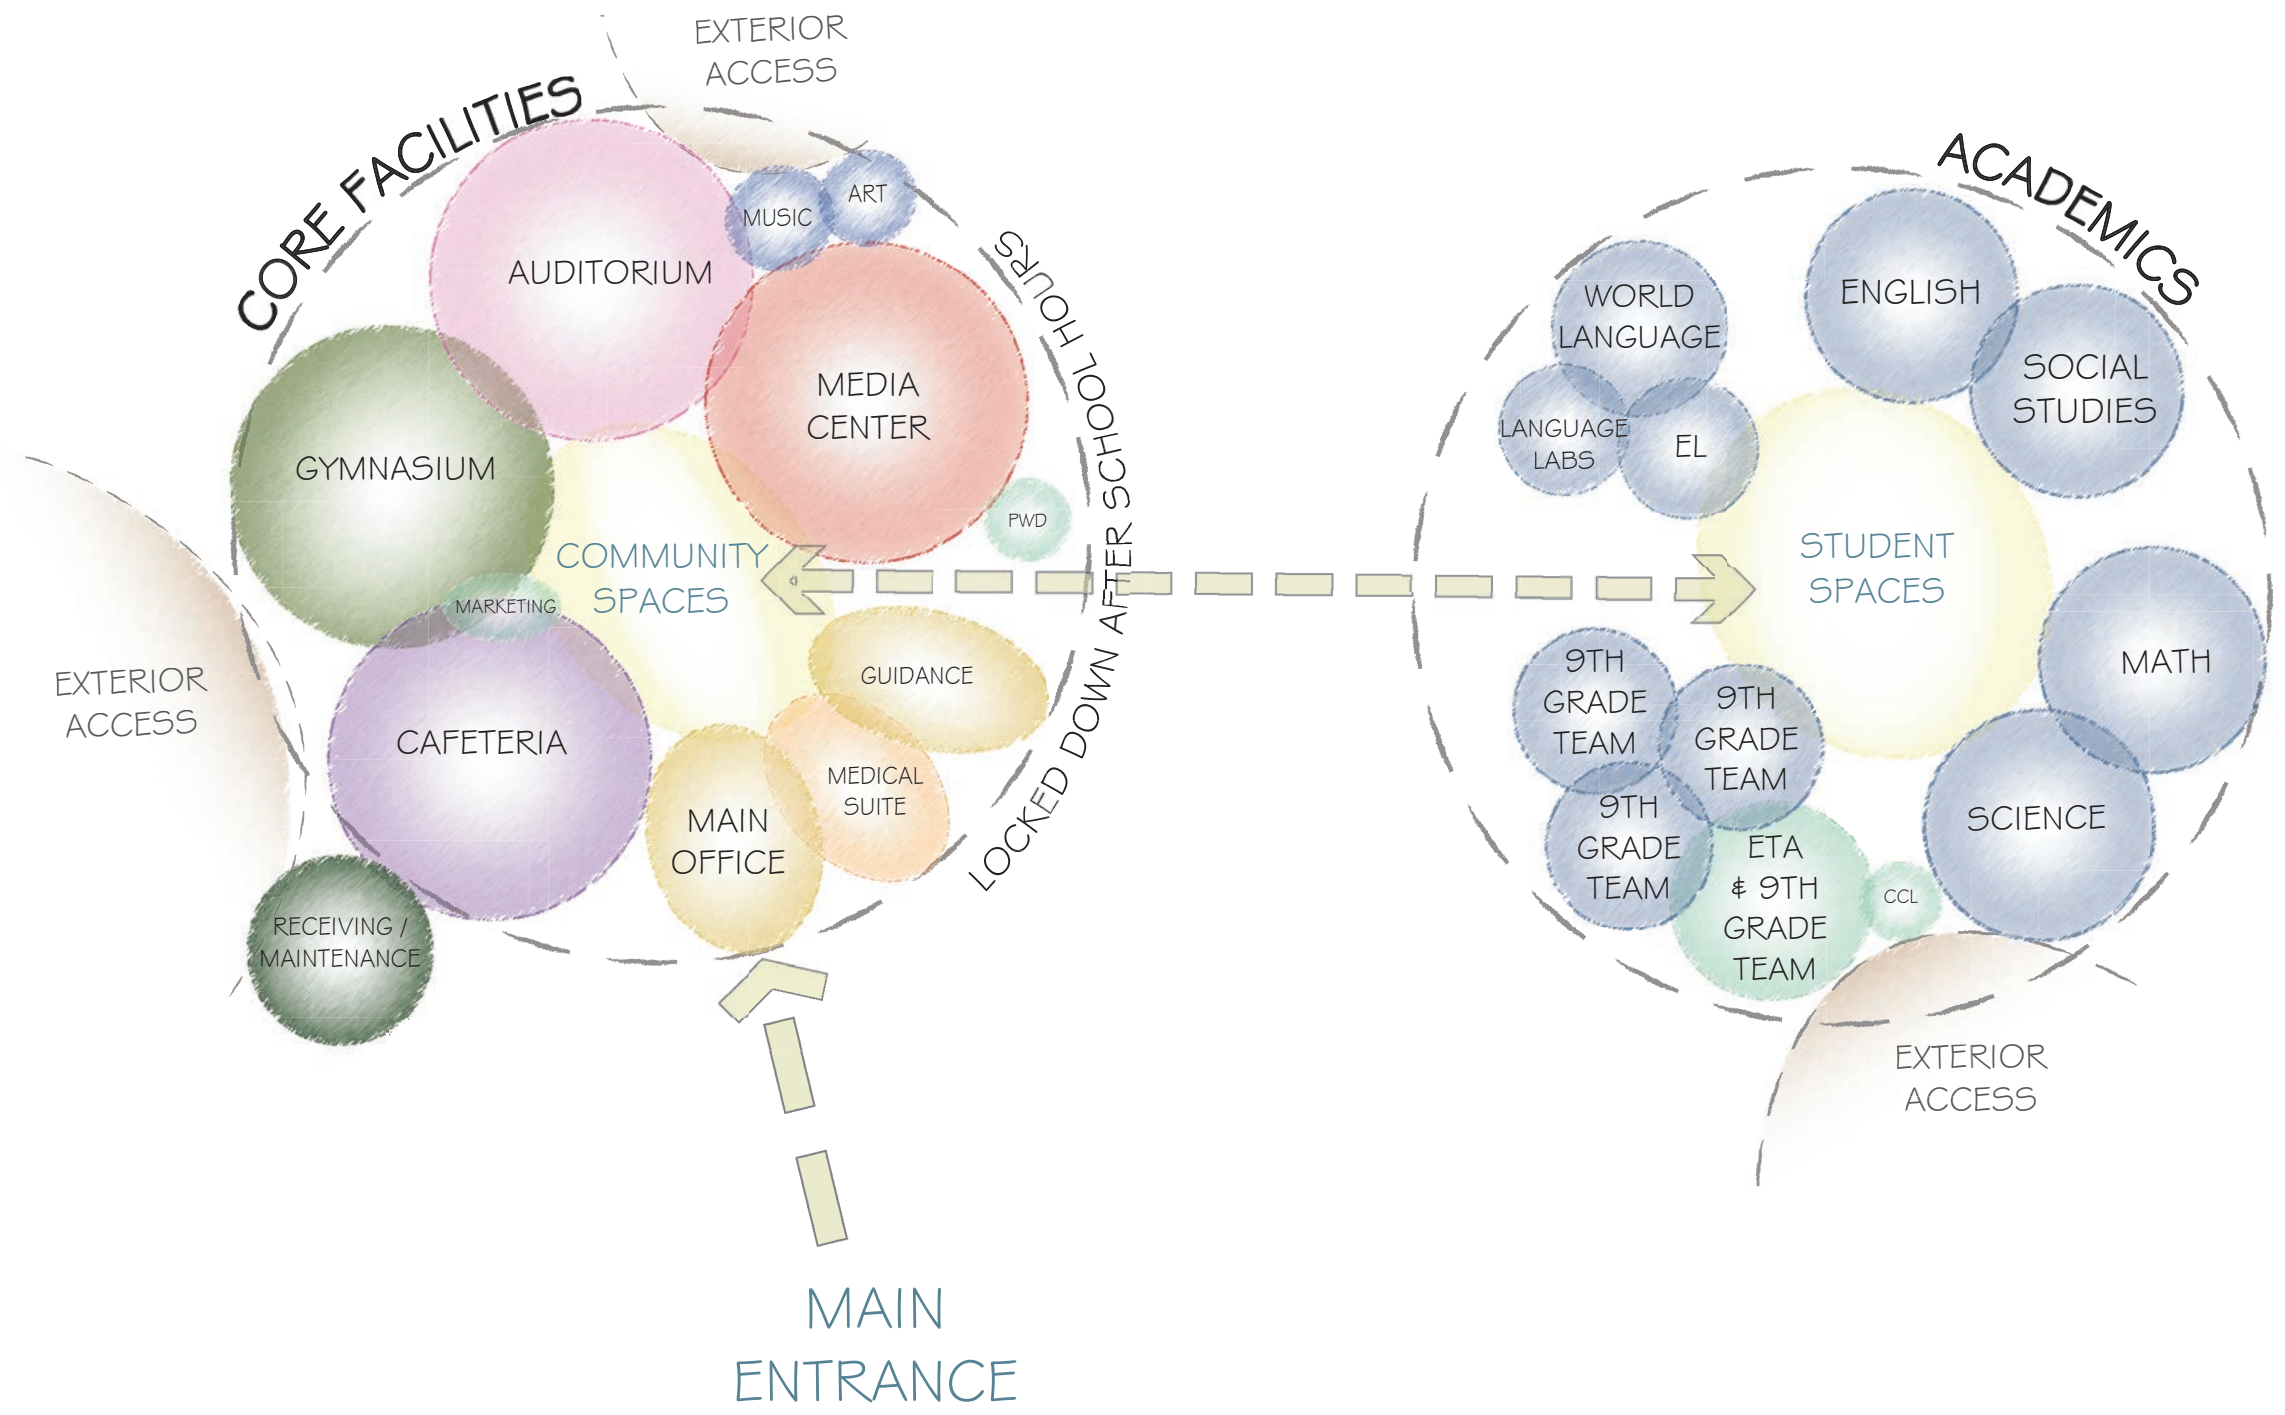 EXTERIOR
ACCESS
CORE FACILITIES
AUDITORIUM
MUSIC
ART
MEDIA
CENTER
GYMNASIUM
PWD
COMMUNITY
SPACES
MARKETING
GUIDANCE
CAFETERIA
MEDICAL
SUITE
MAIN
OFFICE
RECEIVING /
MAINTENANCE
EXTERIOR
ACCESS
LOCKED DOWN AFTER SCHOOL HOURS
MAIN
ENTRANCE
ACADEMICS
WORLD
LANGUAGE
ENGLISH
SOCIAL
STUDIES
LANGUAGE
LABS
EL
STUDENT
SPACES
MATH
9TH
GRADE
TEAM
9TH
GRADE
TEAM
9TH
GRADE
TEAM
SCIENCE
ETA
& 9TH
GRADE
TEAM
CCL
EXTERIOR
ACCESS